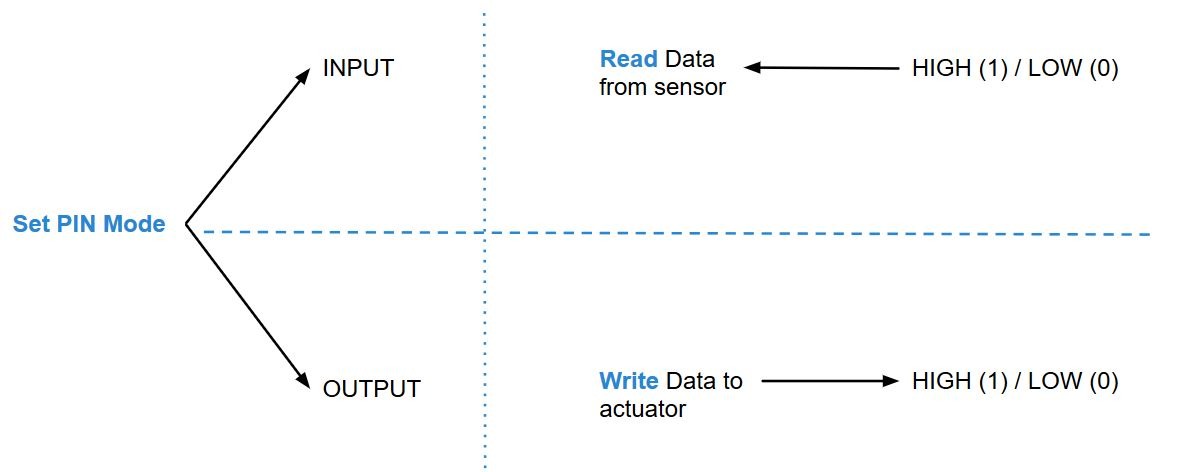 INPUT
Read Data
from sensor
HIGH (1) / LOW (0)
Set PIN Mode
OUTPUT
Write Data to
actuator
HIGH (1) / LOW (0)